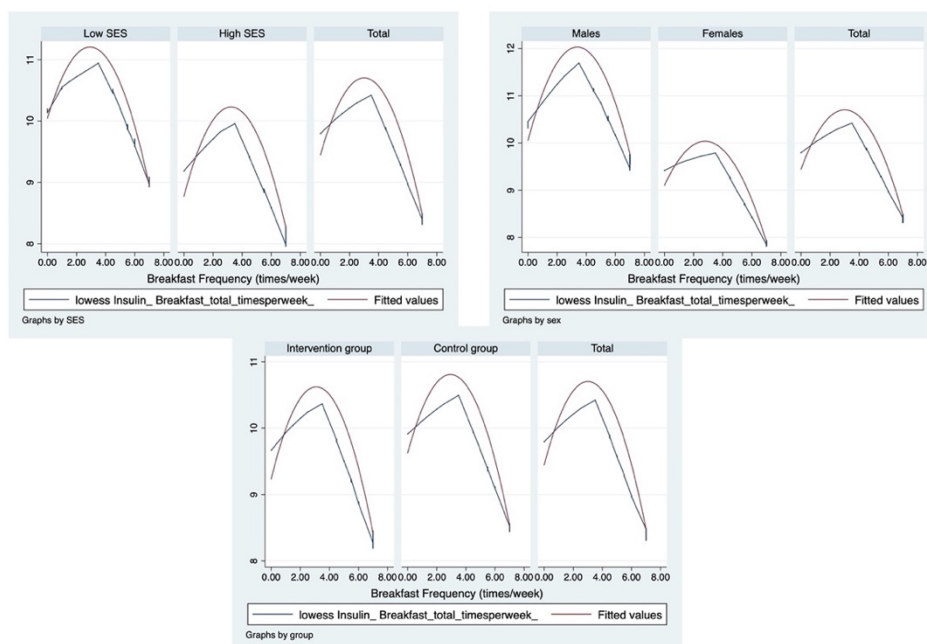 Low SES High SES Total
11
10
9
8
0.00 2.00 4.00 6.00 8.00 0.00 2.00 4.00 6.00 8.00 0.00 2.00 4.00 6.00 8.00
Breakfast Frequency (times/week)
lowess Insulin_ Breakfast_total_timesperweek_ Fitted values
Graphs by SES
Males Females Total
12
11
10
9
8
0.00 2.00 4.00 6.00 8.00 0.00 2.00 4.00 6.00 8.00 0.00 2.00 4.00 6.00 8.00
Breakfast Frequency (times/week)
lowess Insulin_ Breakfast_total_timesperweek_ Fitted values
Graphs by sex
Intervention group Control group Total
11
10
9
8
0.00 2.00 4.00 6.00 8.00 0.00 2.00 4.00 6.00 8.00 0.00 2.00 4.00 6.00 8.00
Breakfast Frequency (times/week)
lowess Insulin_ Breakfast_total_timesperweek_ Fitted values
Graphs by group